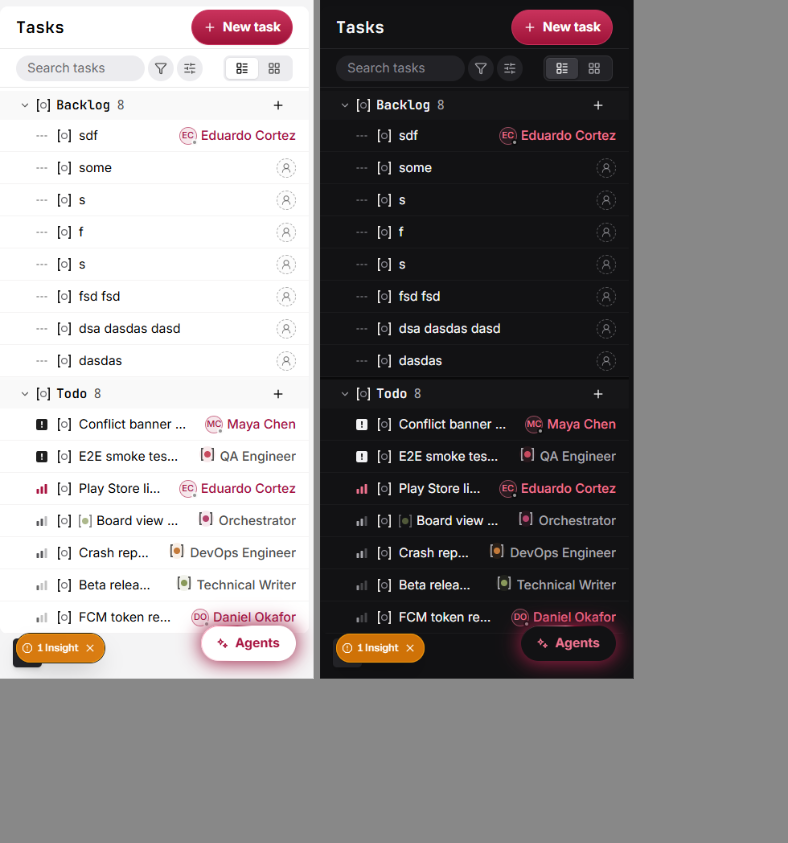 Tasks
+ New task
Search tasks
Backlog 8 +
--- [o] sdf EC Eduardo Cortez
--- [o] some
--- [o] s
--- [o] f
--- [o] s
--- [o] fsd fsd
--- [o] dsa dasdas dasd
--- [o] dasdas
Todo 8 +
! Conflict banner ... MC Maya Chen
! E2E smoke tes... QA Engineer
Play Store li... EC Eduardo Cortez
Board view ... Orchestrator
Crash rep... DevOps Engineer
Beta relea... Technical Writer
FCM token re... DO Daniel Okafor
1 Insight ×
Agents
Tasks
+ New task
Search tasks
Backlog 8 +
--- [o] sdf EC Eduardo Cortez
--- [o] some
--- [o] s
--- [o] f
--- [o] s
--- [o] fsd fsd
--- [o] dsa dasdas dasd
--- [o] dasdas
Todo 8 +
! Conflict banner ... MC Maya Chen
! E2E smoke tes... QA Engineer
Play Store li... EC Eduardo Cortez
Board view ... Orchestrator
Crash rep... DevOps Engineer
Beta relea... Technical Writer
FCM token re... DO Daniel Okafor
1 Insight ×
Agents